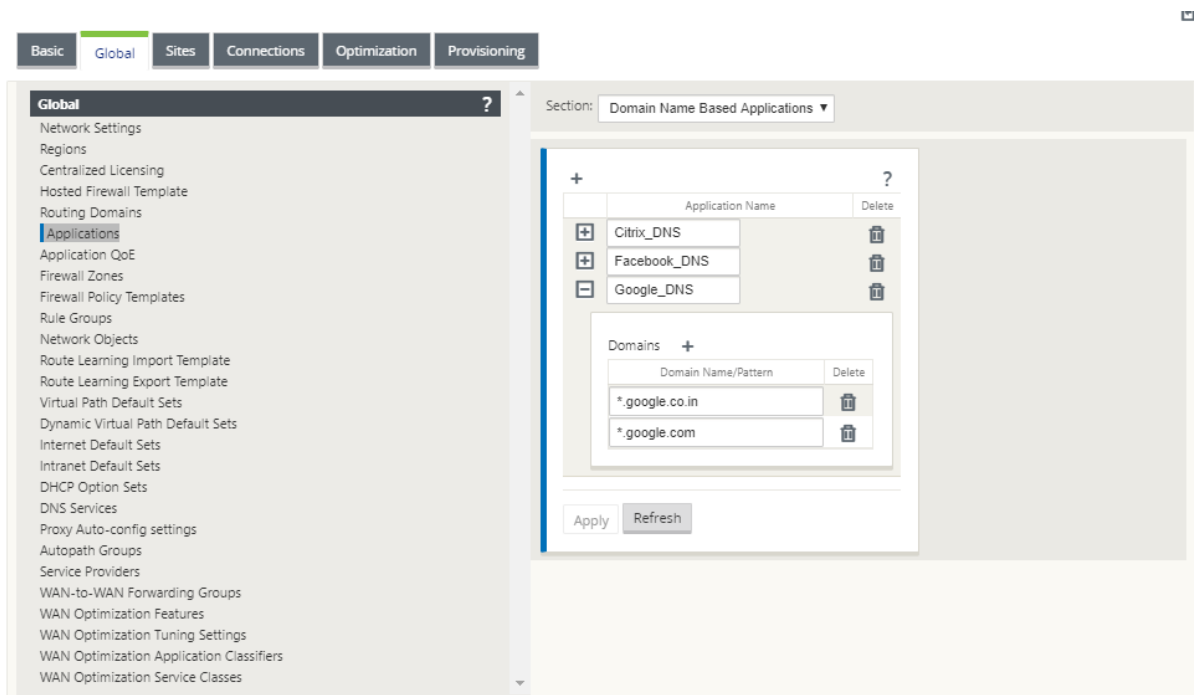 Basic Global Sites Connections Optimization Provisioning
Global ?
Network Settings
Regions
Centralized Licensing
Hosted Firewall Template
Routing Domains
Applications
Application QoE
Firewall Zones
Firewall Policy Templates
Rule Groups
Network Objects
Route Learning Import Template
Route Learning Export Template
Virtual Path Default Sets
Dynamic Virtual Path Default Sets
Internet Default Sets
Intranet Default Sets
DHCP Option Sets
DNS Services
Proxy Auto-config settings
Autopath Groups
Service Providers
WAN-to-WAN Forwarding Groups
WAN Optimization Features
WAN Optimization Tuning Settings
WAN Optimization Application Classifiers
WAN Optimization Service Classes
Section: Domain Name Based Applications
+ ?
Application Name Delete
Citrix_DNS
Facebook_DNS
Google_DNS
Domains +
Domain Name/Pattern Delete
*.google.co.in
*.google.com
Apply Refresh